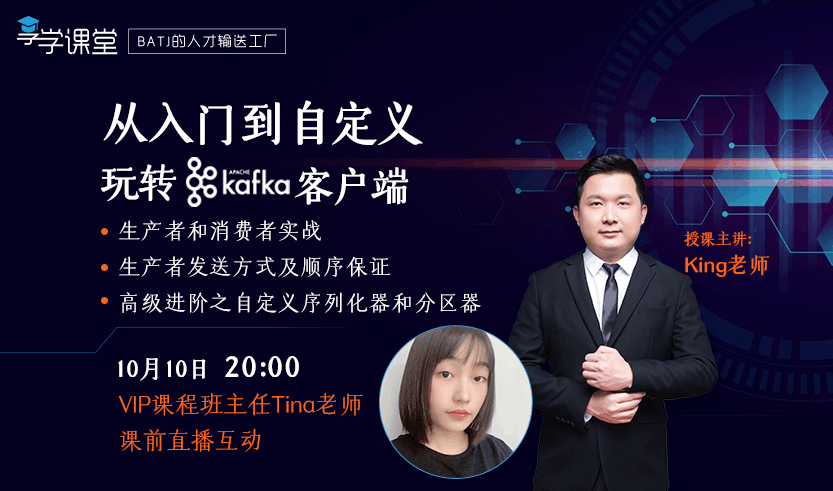 享学课堂
BATJ的人才输送工厂
从入门到自定义
玩转 APACHE kafka 客户端
生产者和消费者实战
生产者发送方式及顺序保证
高级进阶之自定义序列化器和分区器
授课主讲:
King老师
10月10日 20:00
VIP课程班主任Tina老师
课前直播互动